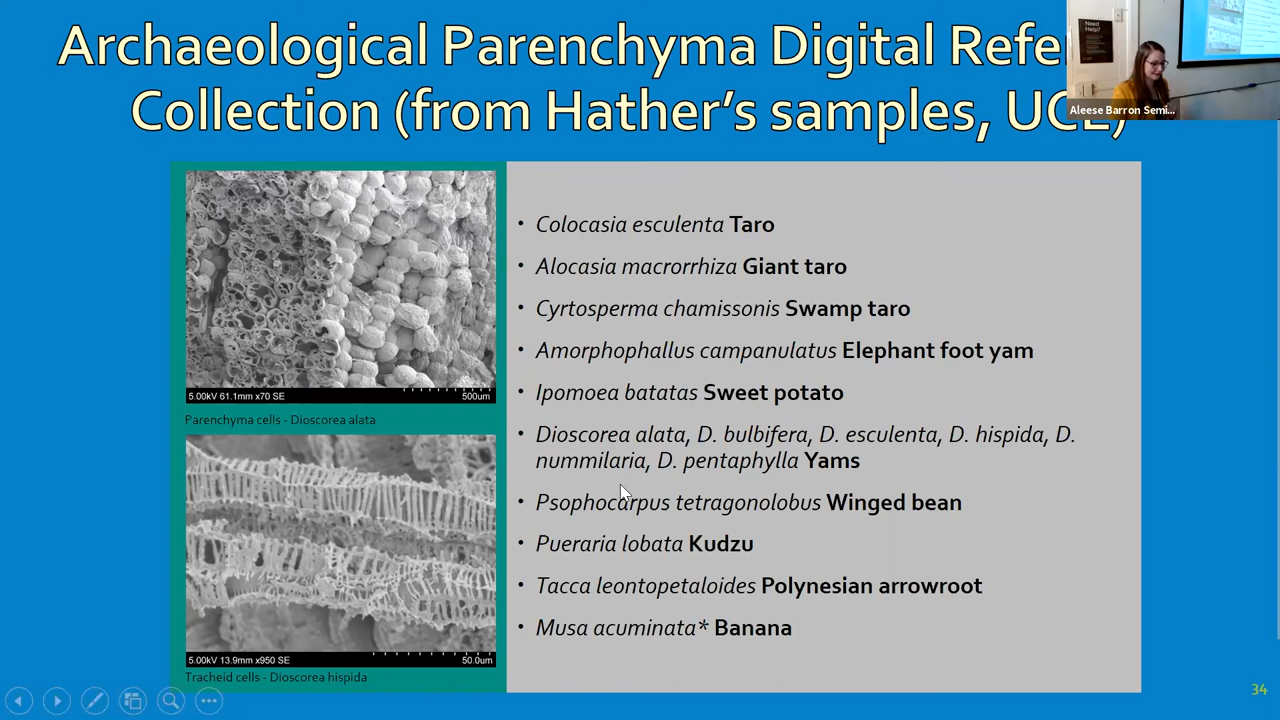 Archaeological Parenchyma Digital Refe
Collection (from Hather's samples, UCL)
Need
Help?
Aleese Barron Semi...
5.00kV 61.1mm x70 SE 500um
Parenchyma cells - Dioscorea alata
5.00kV 13.9mm x950 SE 50.0um
Tracheid cells - Dioscorea hispida
• Colocasia esculenta Taro
• Alocasia macrorrhiza Giant taro
• Cyrtosperma chamissonis Swamp taro
• Amorphophallus campanulatus Elephant foot yam
• Ipomoea batatas Sweet potato
• Dioscorea alata, D. bulbifera, D. esculenta, D. hispida, D.
nummilaria, D. pentaphylla Yams
• Psophocarpus tetragonolobus Winged bean
• Pueraria lobata Kudzu
• Tacca leontopetaloides Polynesian arrowroot
• Musa acuminata* Banana
34